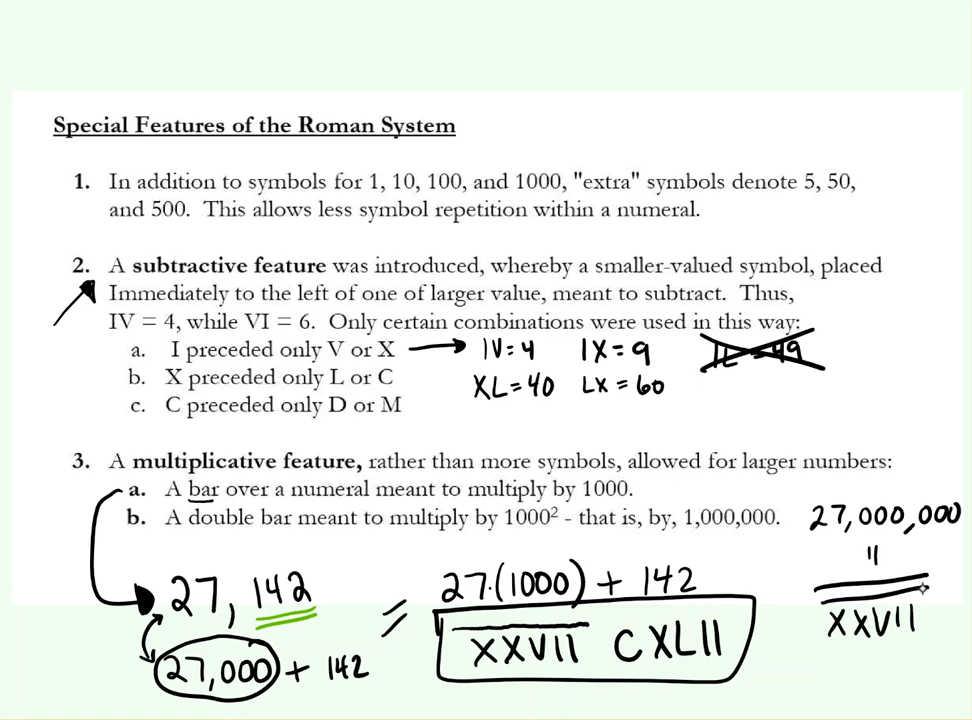 Special Features of the Roman System
1. In addition to symbols for 1, 10, 100, and 1000, "extra" symbols denote 5, 50,
and 500. This allows less symbol repetition within a numeral.
2. A subtractive feature was introduced, whereby a smaller-valued symbol, placed
Immediately to the left of one of larger value, meant to subtract. Thus,
IV = 4, while VI = 6. Only certain combinations were used in this way:
a. I preceded only V or X
IV=4 IX=9 IL=49
b. X preceded only L or C
XL=40 LX=60
c. C preceded only D or M
3. A multiplicative feature, rather than more symbols, allowed for larger numbers:
a. A bar over a numeral meant to multiply by 1000.
b. A double bar meant to multiply by 1000² - that is, by, 1,000,000.
27,000,000
"
XXVII
27, 142 = 27·(1000) + 142
27,000 + 142
XXVII CXLII